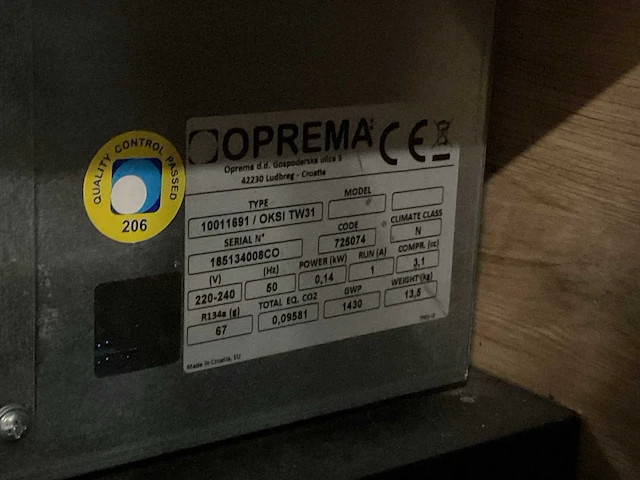 QUALITY CONTROL PASSED
206
OPREMA CE
Oprema d.d. Gospodarska ulica 5
42230 Ludbreg - Croatia
TYPE MODEL
10011691 / OKSI TW31
SERIAL N° CODE CLIMATE CLASS
185134008CO 725074 N
(V) (Hz) POWER (kW) RUN (A) COMPR. (cc)
220-240 50 0,14 1 3,1
R134a (g) TOTAL EQ. CO2 GWP WEIGHT (kg)
67 0,09581 1430 13,5
Made in Croatia, EU